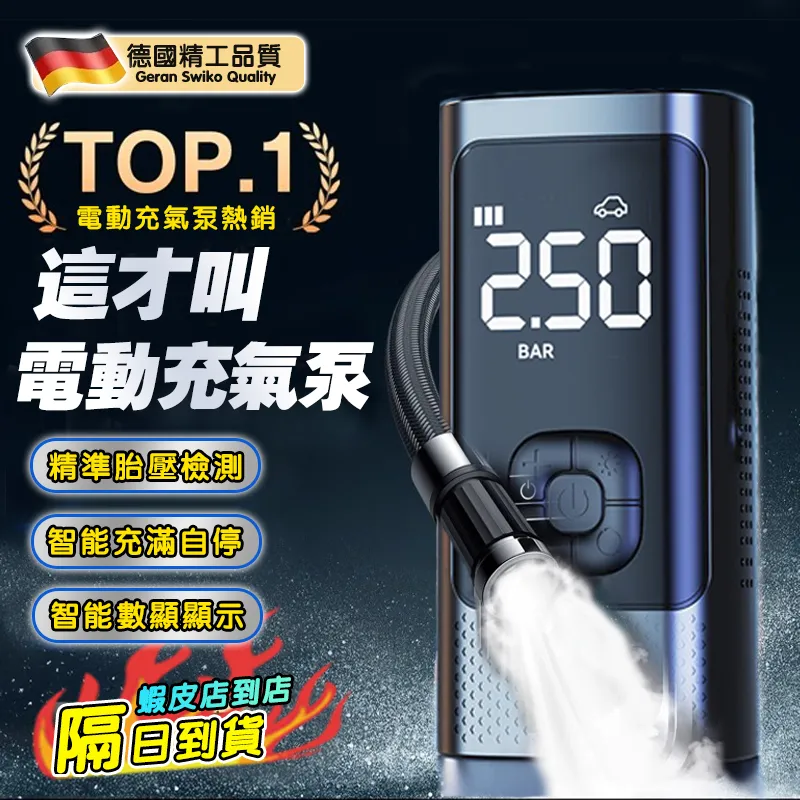 德國精工品質
Geran Swiko Quality
TOP.1
電動充氣泵熱銷
這才叫
電動充氣泵
2.50
BAR
精準胎壓檢測
智能充滿自停
智能數顯顯示
蝦皮店到店
隔日到貨